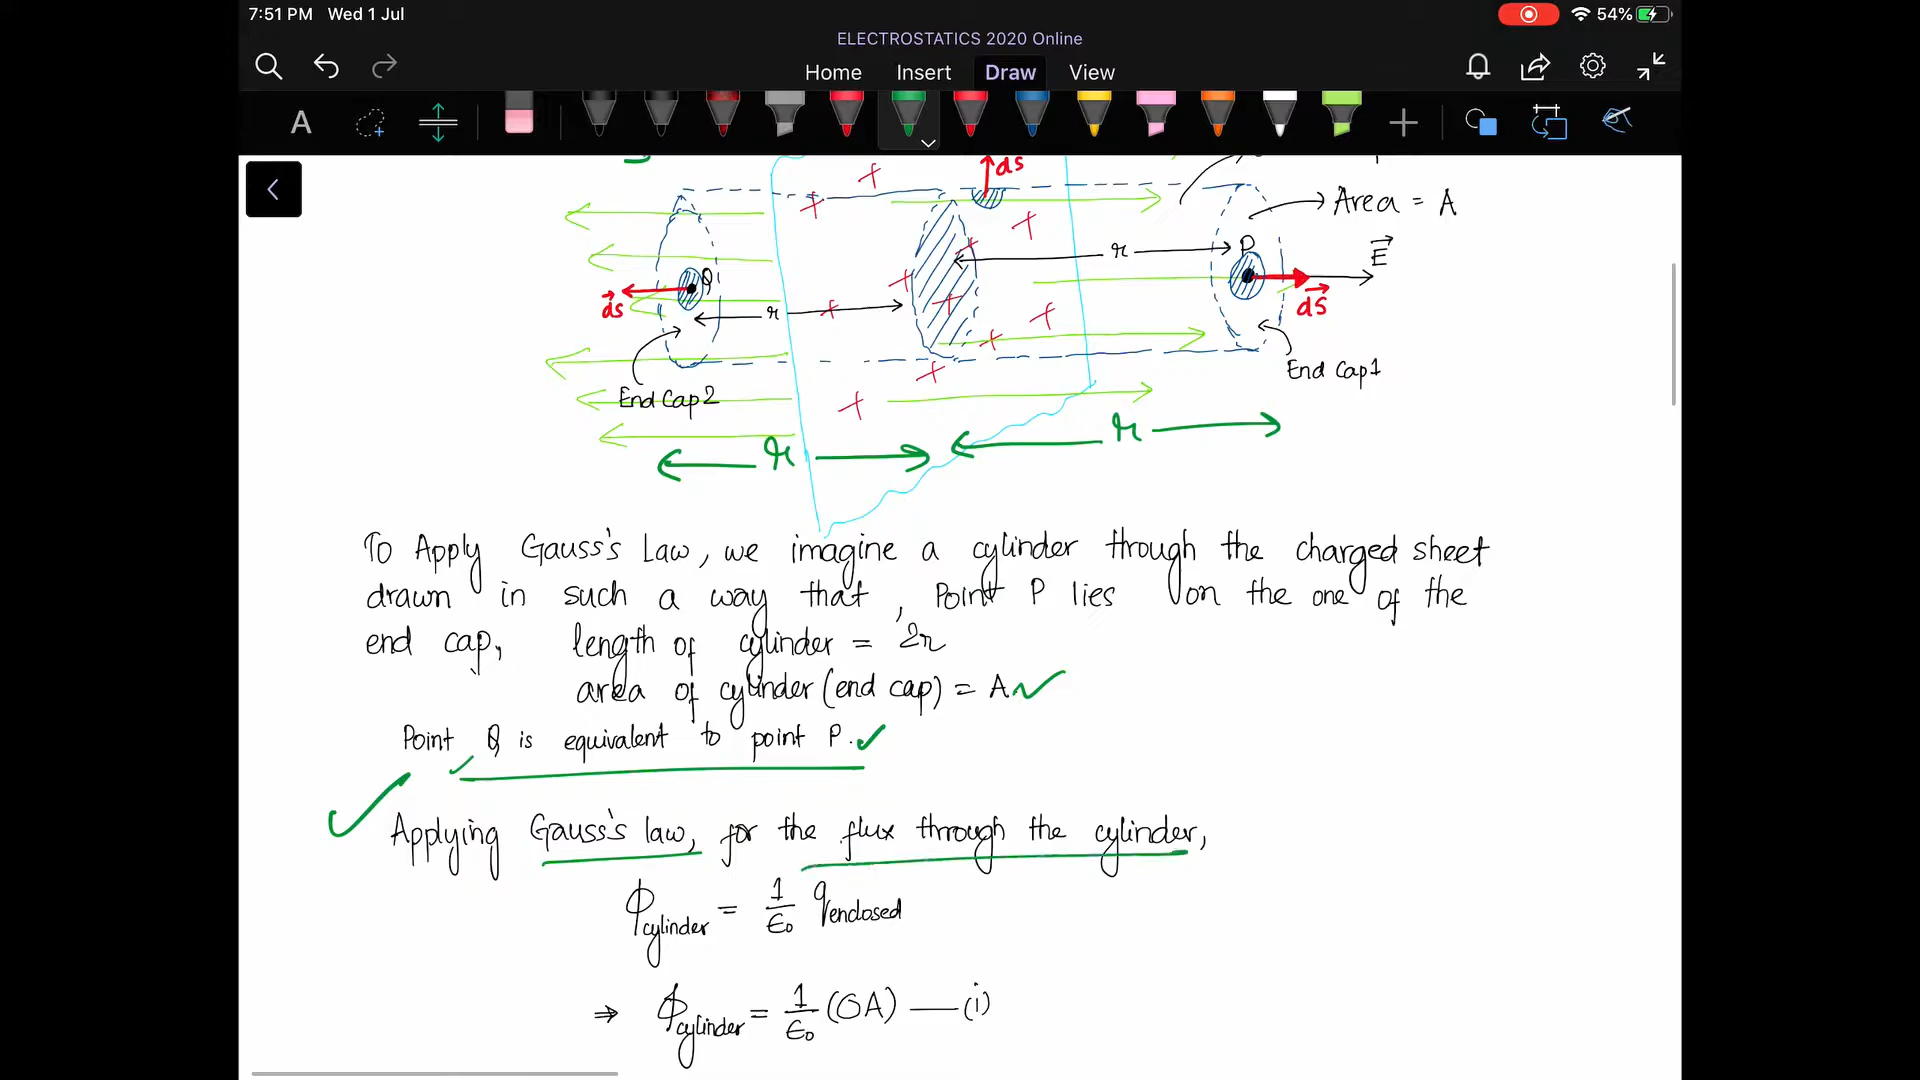 7:51 PM Wed 1 Jul
54%
ELECTROSTATICS 2020 Online
Home Insert Draw View
A
ds
Area = A
P
r
E
Q
ds
r
ds
End Cap 1
End Cap 2
r
r
To Apply Gauss's Law, we imagine a cylinder through the charged sheet
drawn in such a way that, Point P lies on the one of the
end cap, length of cylinder = 2r
area of cylinder (end cap) = A
Point Q is equivalent to point P.
Applying Gauss's law, for the flux through the cylinder,
ϕcylinder = 1/ϵ₀ qenclosed
⇒ ϕcylinder = 1/ϵ₀ (σA) — (i)